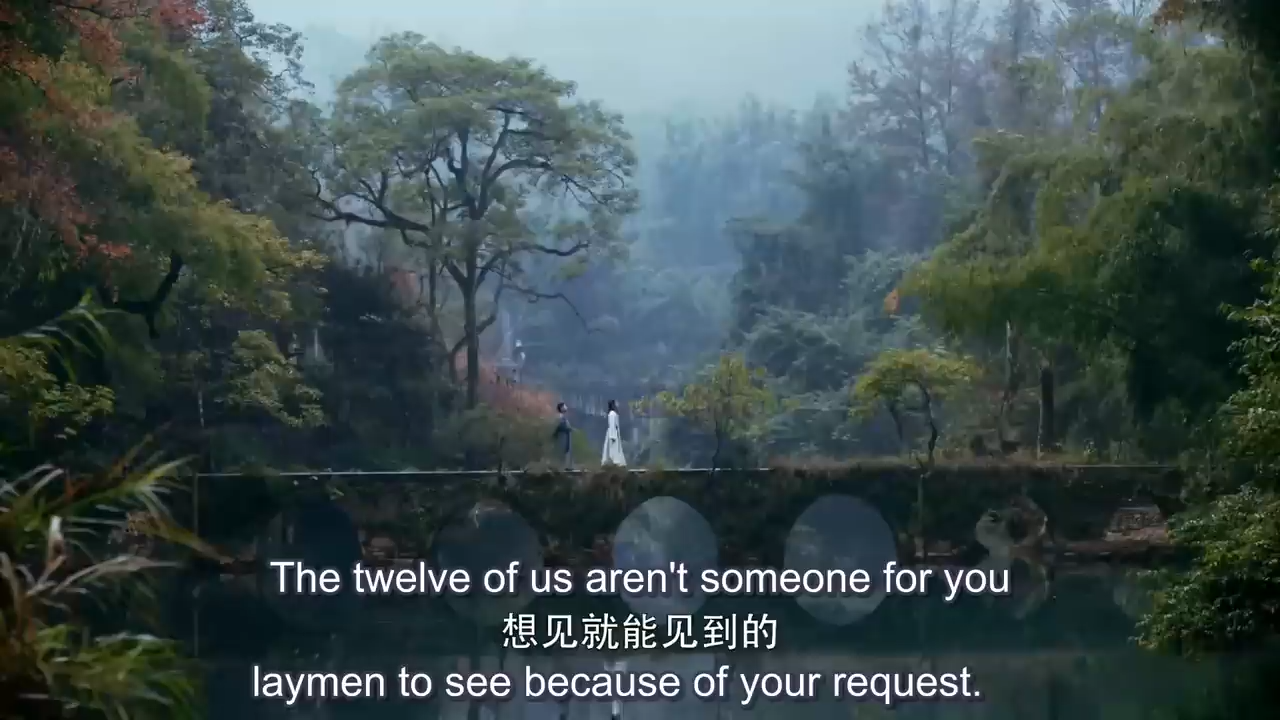 The twelve of us aren't someone for you
想见就能见到的
laymen to see because of your request.